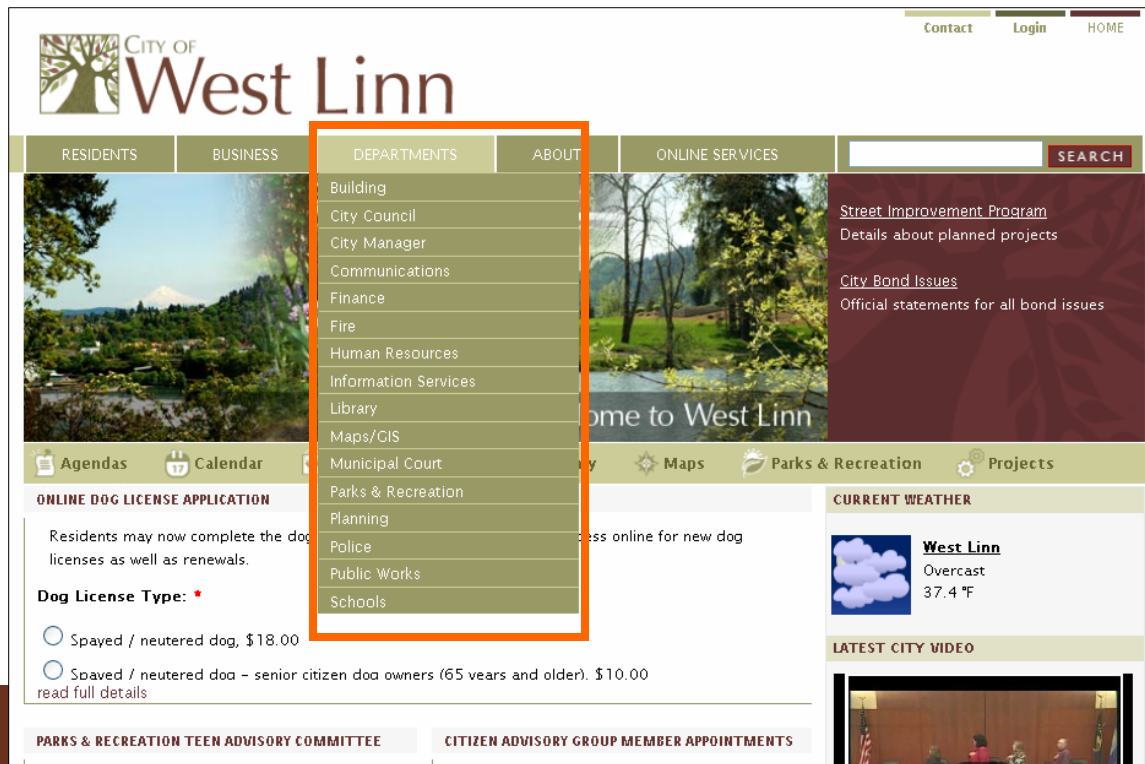 Contact Login HOME
CITY OF
West Linn
RESIDENTS BUSINESS DEPARTMENTS ABOUT ONLINE SERVICES SEARCH
Building
City Council
City Manager
Communications
Finance
Fire
Human Resources
Information Services
Library
Maps/GIS
Municipal Court
Parks & Recreation
Planning
Police
Public Works
Schools
Street Improvement Program
Details about planned projects
City Bond Issues
Official statements for all bond issues
to West Linn
Agendas 17 Calendar Maps Parks & Recreation Projects
ONLINE DOG LICENSE APPLICATION
Residents may now complete the dog online for new dog
licenses as well as renewals.
Dog License Type: *
Spayed / neutered dog, $18.00
Spayed / neutered dog – senior citizen dog owners (65 years and older). $10.00
read full details
CURRENT WEATHER
West Linn
Overcast
37.4 °F
LATEST CITY VIDEO
PARKS & RECREATION TEEN ADVISORY COMMITTEE
CITIZEN ADVISORY GROUP MEMBER APPOINTMENTS